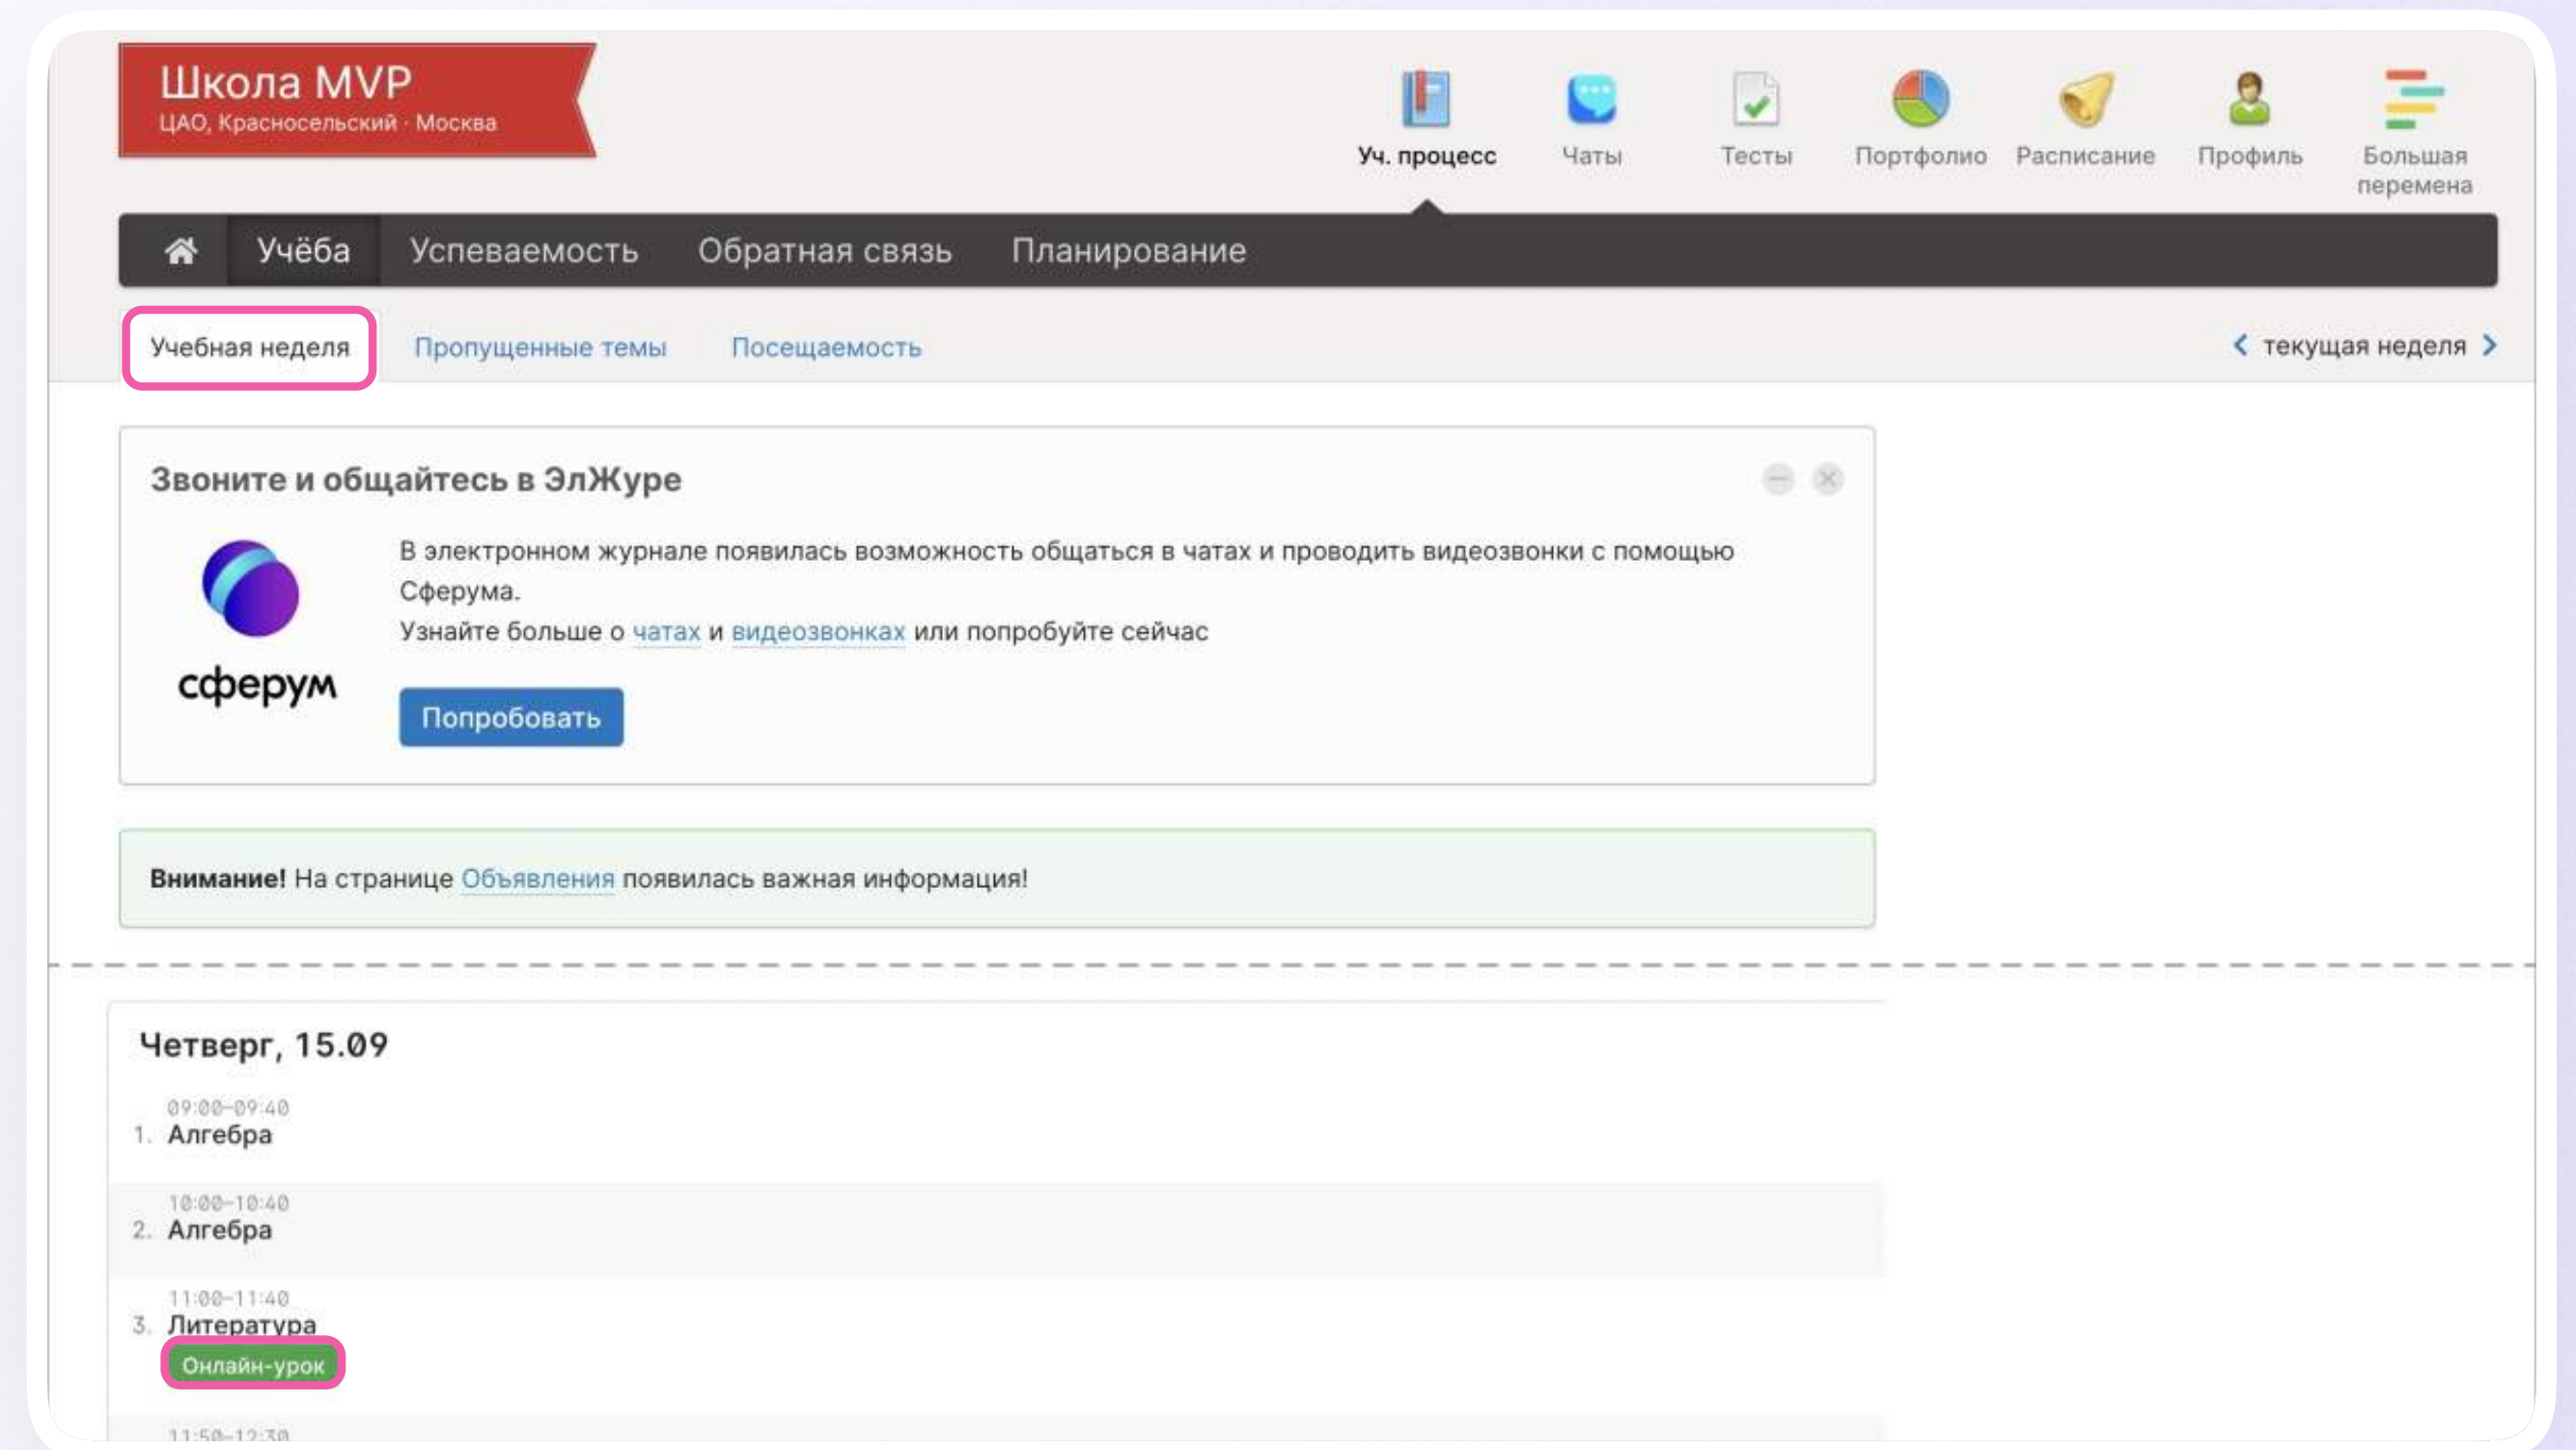 Школа MVP
ЦАО, Красносельский · Москва
Уч. процесс
Чаты
Тесты
Портфолио
Расписание
Профиль
Большая
перемена
Учёба
Успеваемость
Обратная связь
Планирование
Учебная неделя
Пропущенные темы
Посещаемость
текущая неделя
Звоните и общайтесь в ЭлЖуре
В электронном журнале появилась возможность общаться в чатах и проводить видеозвонки с помощью
Сферума.
Узнайте больше о чатах и видеозвонках или попробуйте сейчас
сферум
Попробовать
Внимание! На странице Объявления появилась важная информация!
Четверг, 15.09
09:00–09:40
1. Алгебра
10:00–10:40
2. Алгебра
11:00–11:40
3. Литература
Онлайн-урок
11:50–12:30